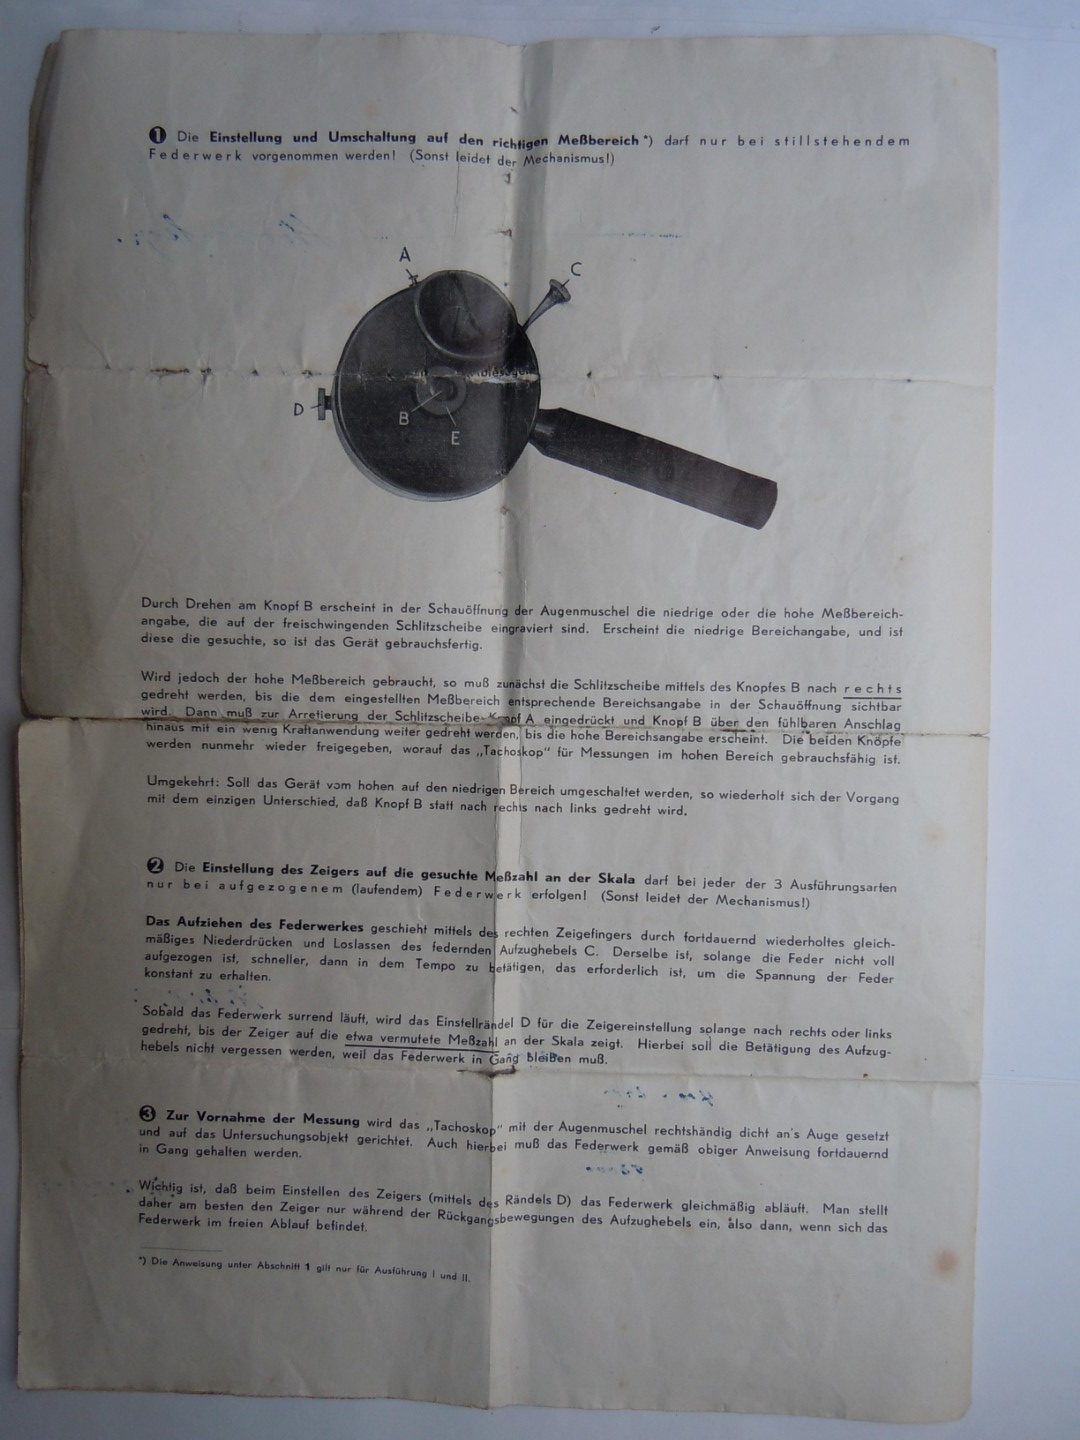 1 Die Einstellung und Umschaltung auf den richtigen Meßbereich*) darf nur bei stillstehendem
Federwerk vorgenommen werden! (Sonst leidet der Mechanismus!)
A
C
D
B
E
Durch Drehen am Knopf B erscheint in der Schauöffnung der Augenmuschel die niedrige oder die hohe Meßbereich-
angabe, die auf der freischwingenden Schlitzscheibe eingraviert sind. Erscheint die niedrige Bereichangabe, und ist
diese die gesuchte, so ist das Gerät gebrauchsfertig.
Wird jedoch der hohe Meßbereich gebraucht, so muß zunächst die Schlitzscheibe mittels des Knopfes B nach rechts
gedreht werden, bis die dem eingestellten Meßbereich entsprechende Bereichsangabe in der Schauöffnung sichtbar
wird. Dann muß zur Arretierung der Schlitzscheibe Knopf A eingedrückt und Knopf B über den fühlbaren Anschlag
hinaus mit ein wenig Kraftanwendung weiter gedreht werden, bis die hohe Bereichsangabe erscheint. Die beiden Knöpfe
werden nunmehr wieder freigegeben, worauf das „Tachoskop" für Messungen im hohen Bereich gebrauchsfähig ist.
Umgekehrt: Soll das Gerät vom hohen auf den niedrigen Bereich umgeschaltet werden, so wiederholt sich der Vorgang
mit dem einzigen Unterschied, daß Knopf B statt nach rechts nach links gedreht wird.
2 Die Einstellung des Zeigers auf die gesuchte Meßzahl an der Skala darf bei jeder der 3 Ausführungsarten
nur bei aufgezogenem (laufendem) Federwerk erfolgen! (Sonst leidet der Mechanismus!)
Das Aufziehen des Federwerkes geschieht mittels des rechten Zeigefingers durch fortdauernd wiederholtes gleich-
mäßiges Niederdrücken und Loslassen des federnden Aufzughebels C. Derselbe ist, solange die Feder nicht voll
aufgezogen ist, schneller, dann in dem Tempo zu betätigen, das erforderlich ist, um die Spannung der Feder
konstant zu erhalten.
Sobald das Federwerk surrend läuft, wird das Einstellrändel D für die Zeigereinstellung solange nach rechts oder links
gedreht, bis der Zeiger auf die etwa vermutete Meßzahl an der Skala zeigt. Hierbei soll die Betätigung des Aufzug-
hebels nicht vergessen werden, weil das Federwerk in Gang bleiben muß.
3 Zur Vornahme der Messung wird das „Tachoskop" mit der Augenmuschel rechtshändig dicht an's Auge gesetzt
und auf das Untersuchungsobjekt gerichtet. Auch hierbei muß das Federwerk gemäß obiger Anweisung fortdauernd
in Gang gehalten werden.
Wichtig ist, daß beim Einstellen des Zeigers (mittels des Rändels D) das Federwerk gleichmäßig abläuft. Man stellt
daher am besten den Zeiger nur während der Rückgangsbewegungen des Aufzughebels ein, also dann, wenn sich das
Federwerk im freien Ablauf befindet.
*) Die Anweisung unter Abschnitt 1 gilt nur für Ausführung I und II.